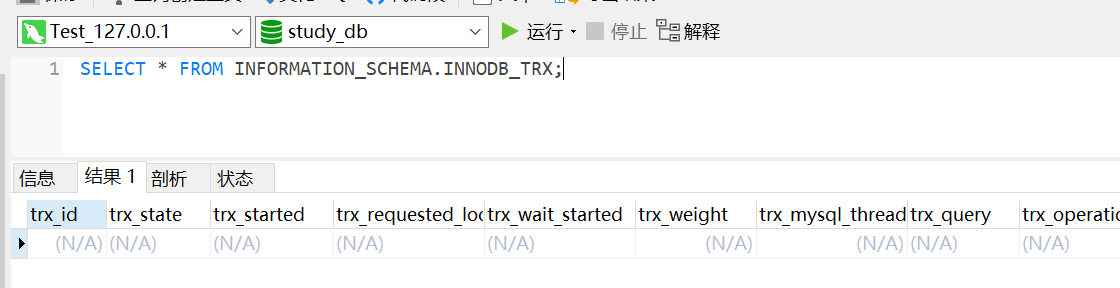 Test_127.0.0.1 study_db 运行 停止 解释
1 SELECT * FROM INFORMATION_SCHEMA.INNODB_TRX;
信息 结果 1 剖析 状态
trx_id trx_state trx_started trx_requested_loc trx_wait_started trx_weight trx_mysql_thread trx_query trx_operatio
(N/A) (N/A) (N/A) (N/A) (N/A) (N/A) (N/A) (N/A) (N/A)